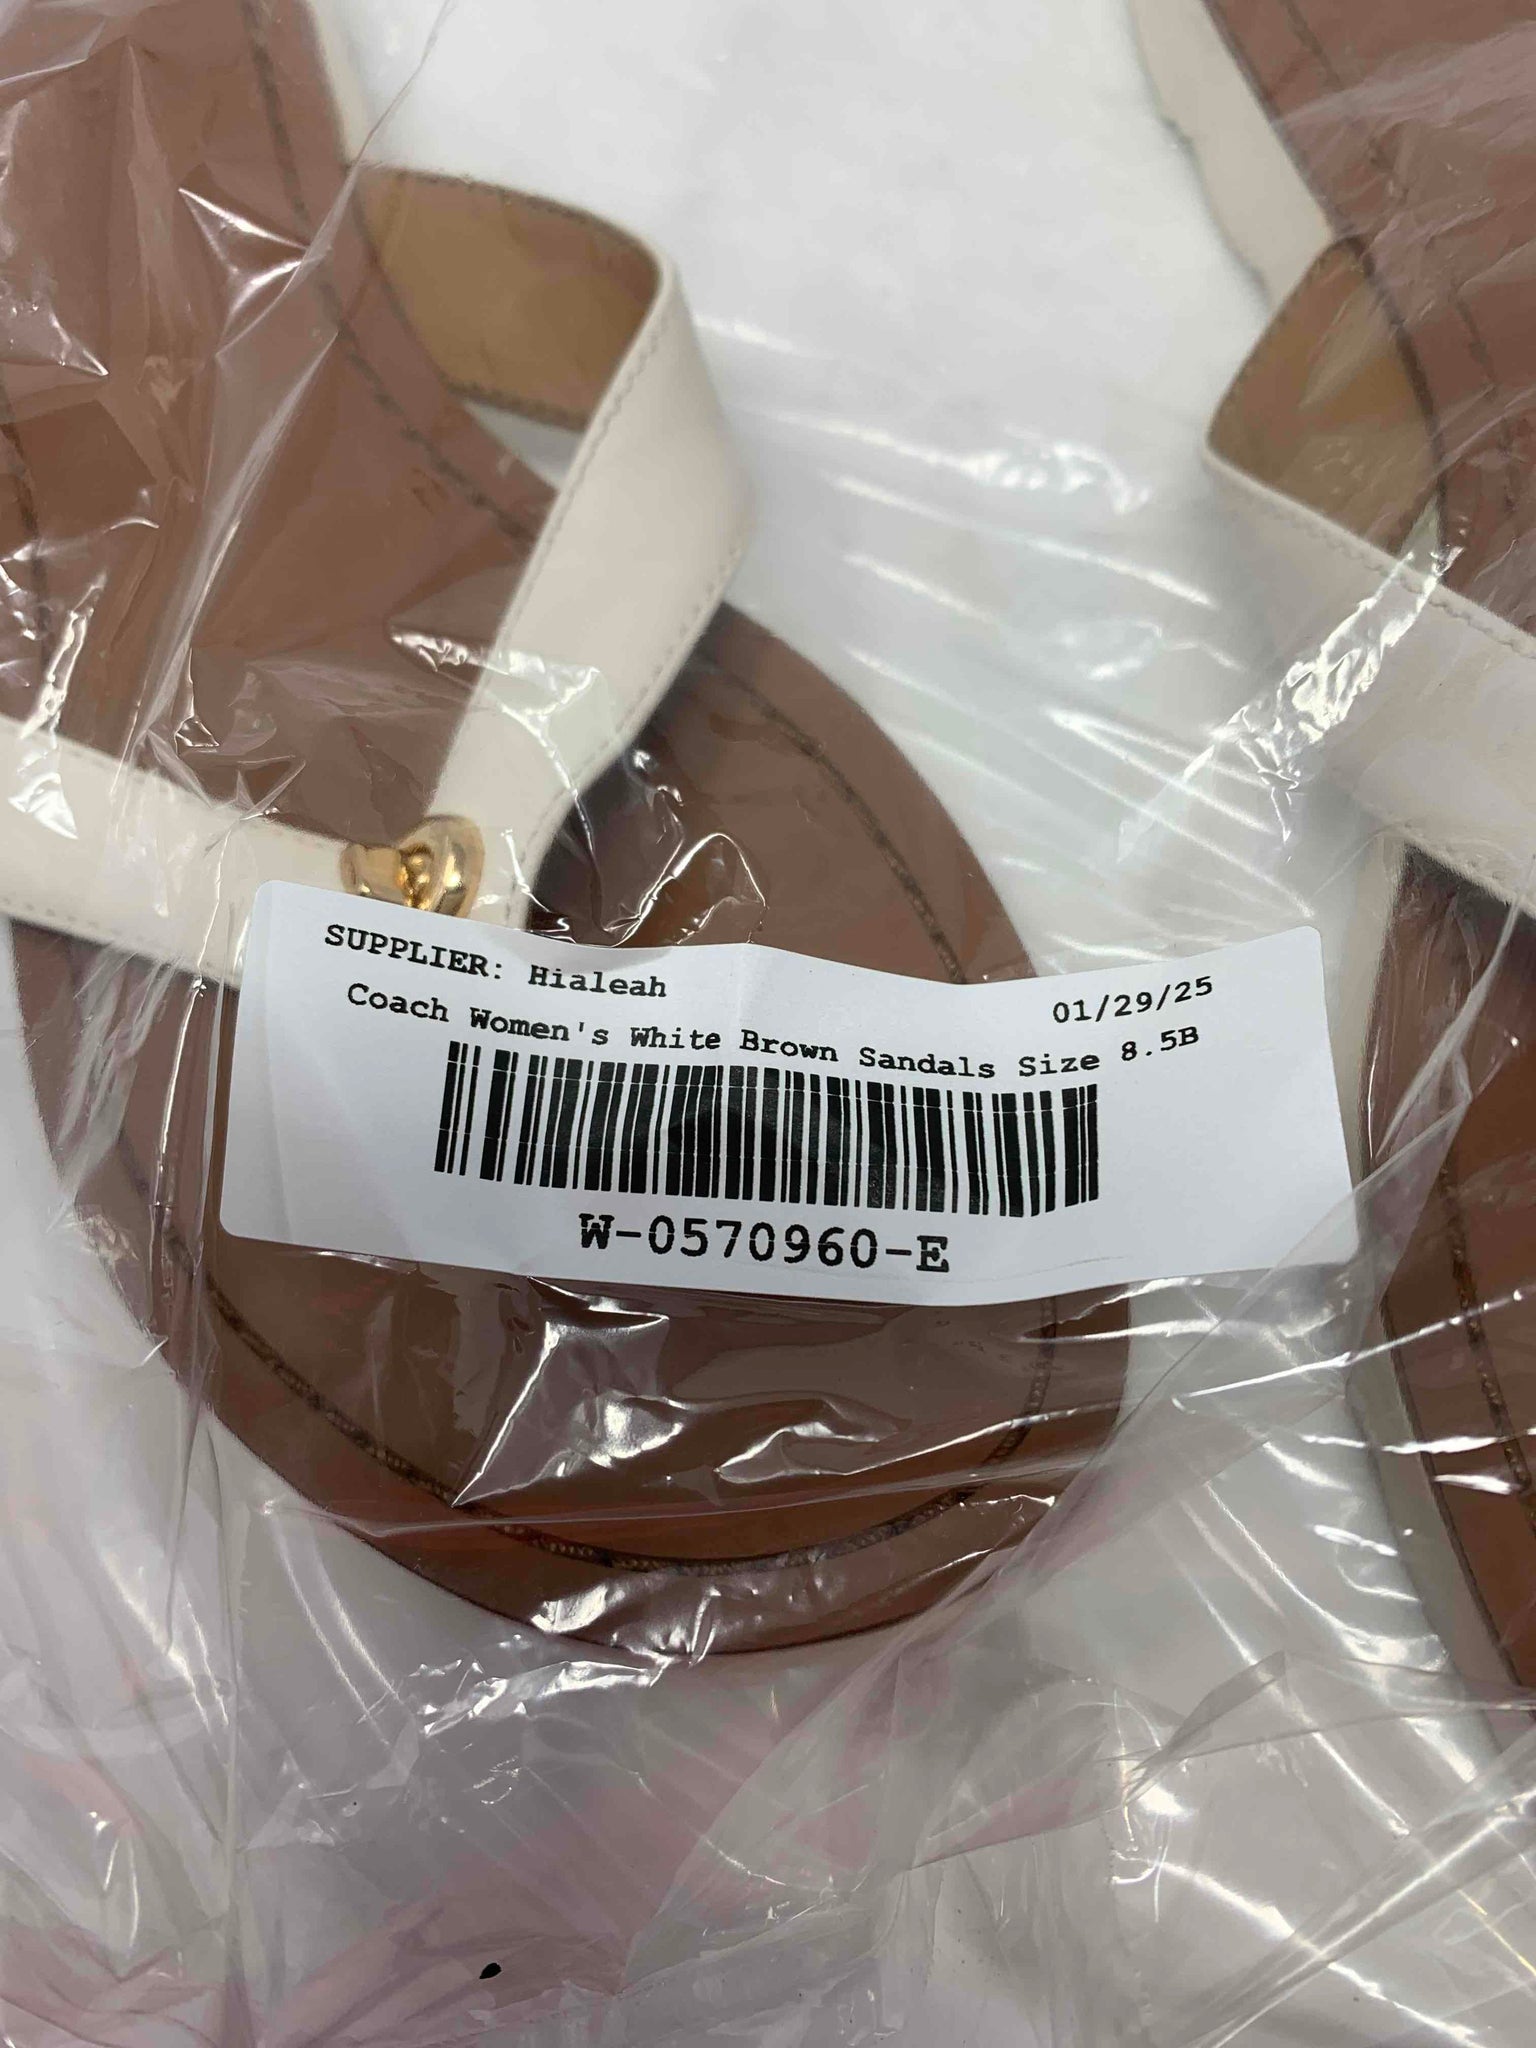 SUPPLIER: Hialeah
01/29/25
Coach Women's White Brown Sandals Size 8.5B
W-0570960-E